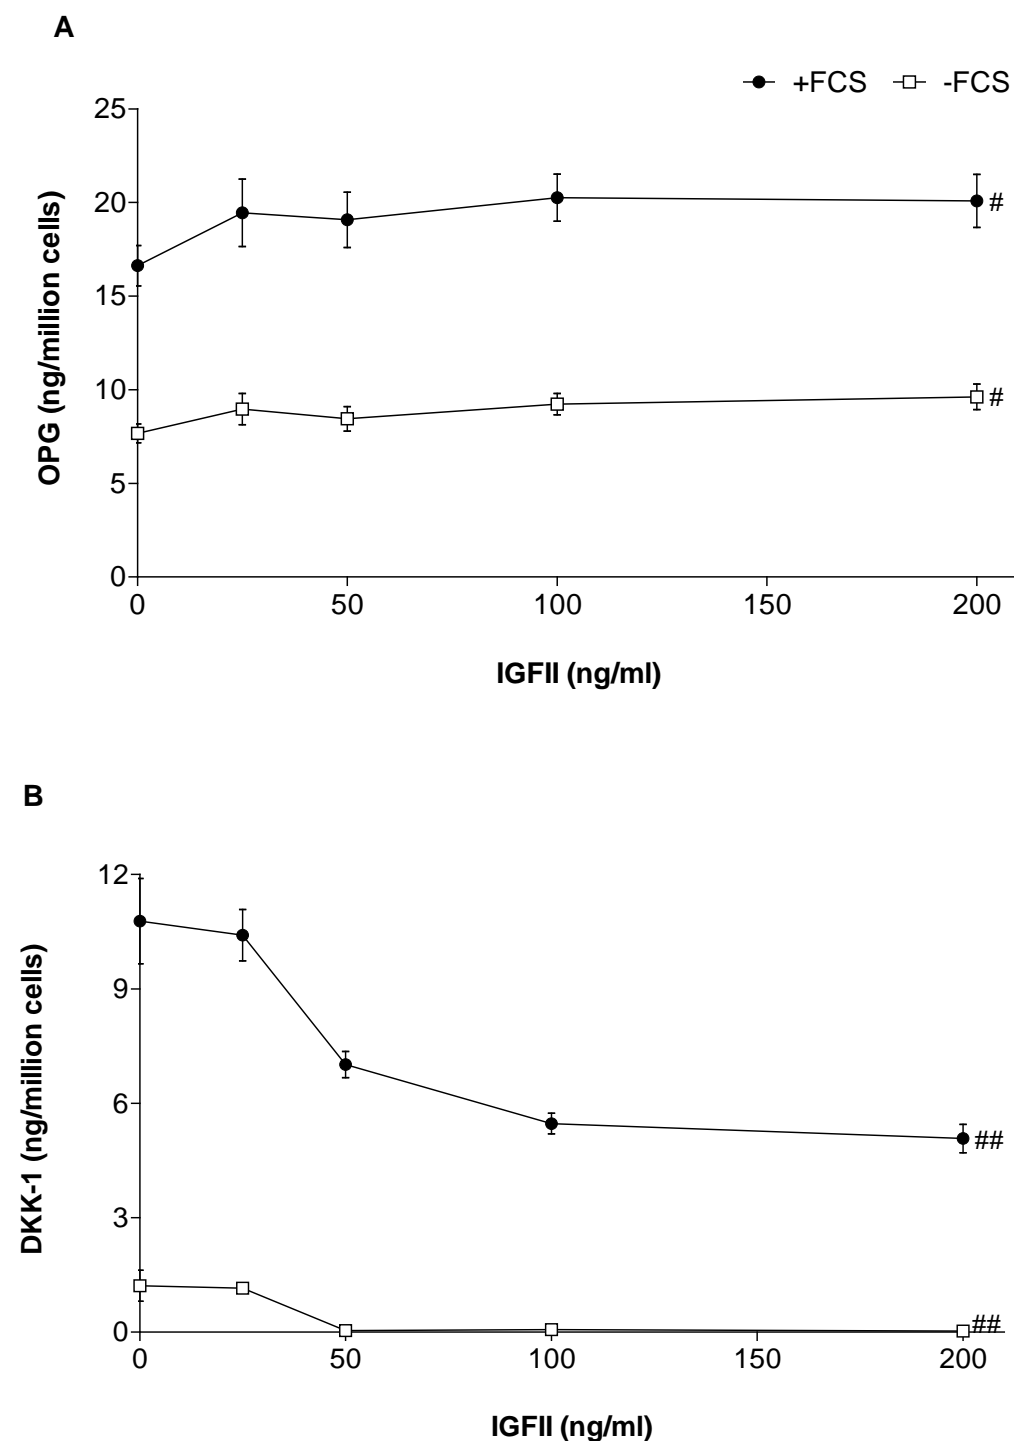 A
+FCS -FCS
25
20
15
10
5
0
OPG (ng/million cells)
#
#
0 50 100 150 200
IGFII (ng/ml)
B
12
9
6
3
0
DKK-1 (ng/million cells)
##
##
0 50 100 150 200
IGFII (ng/ml)